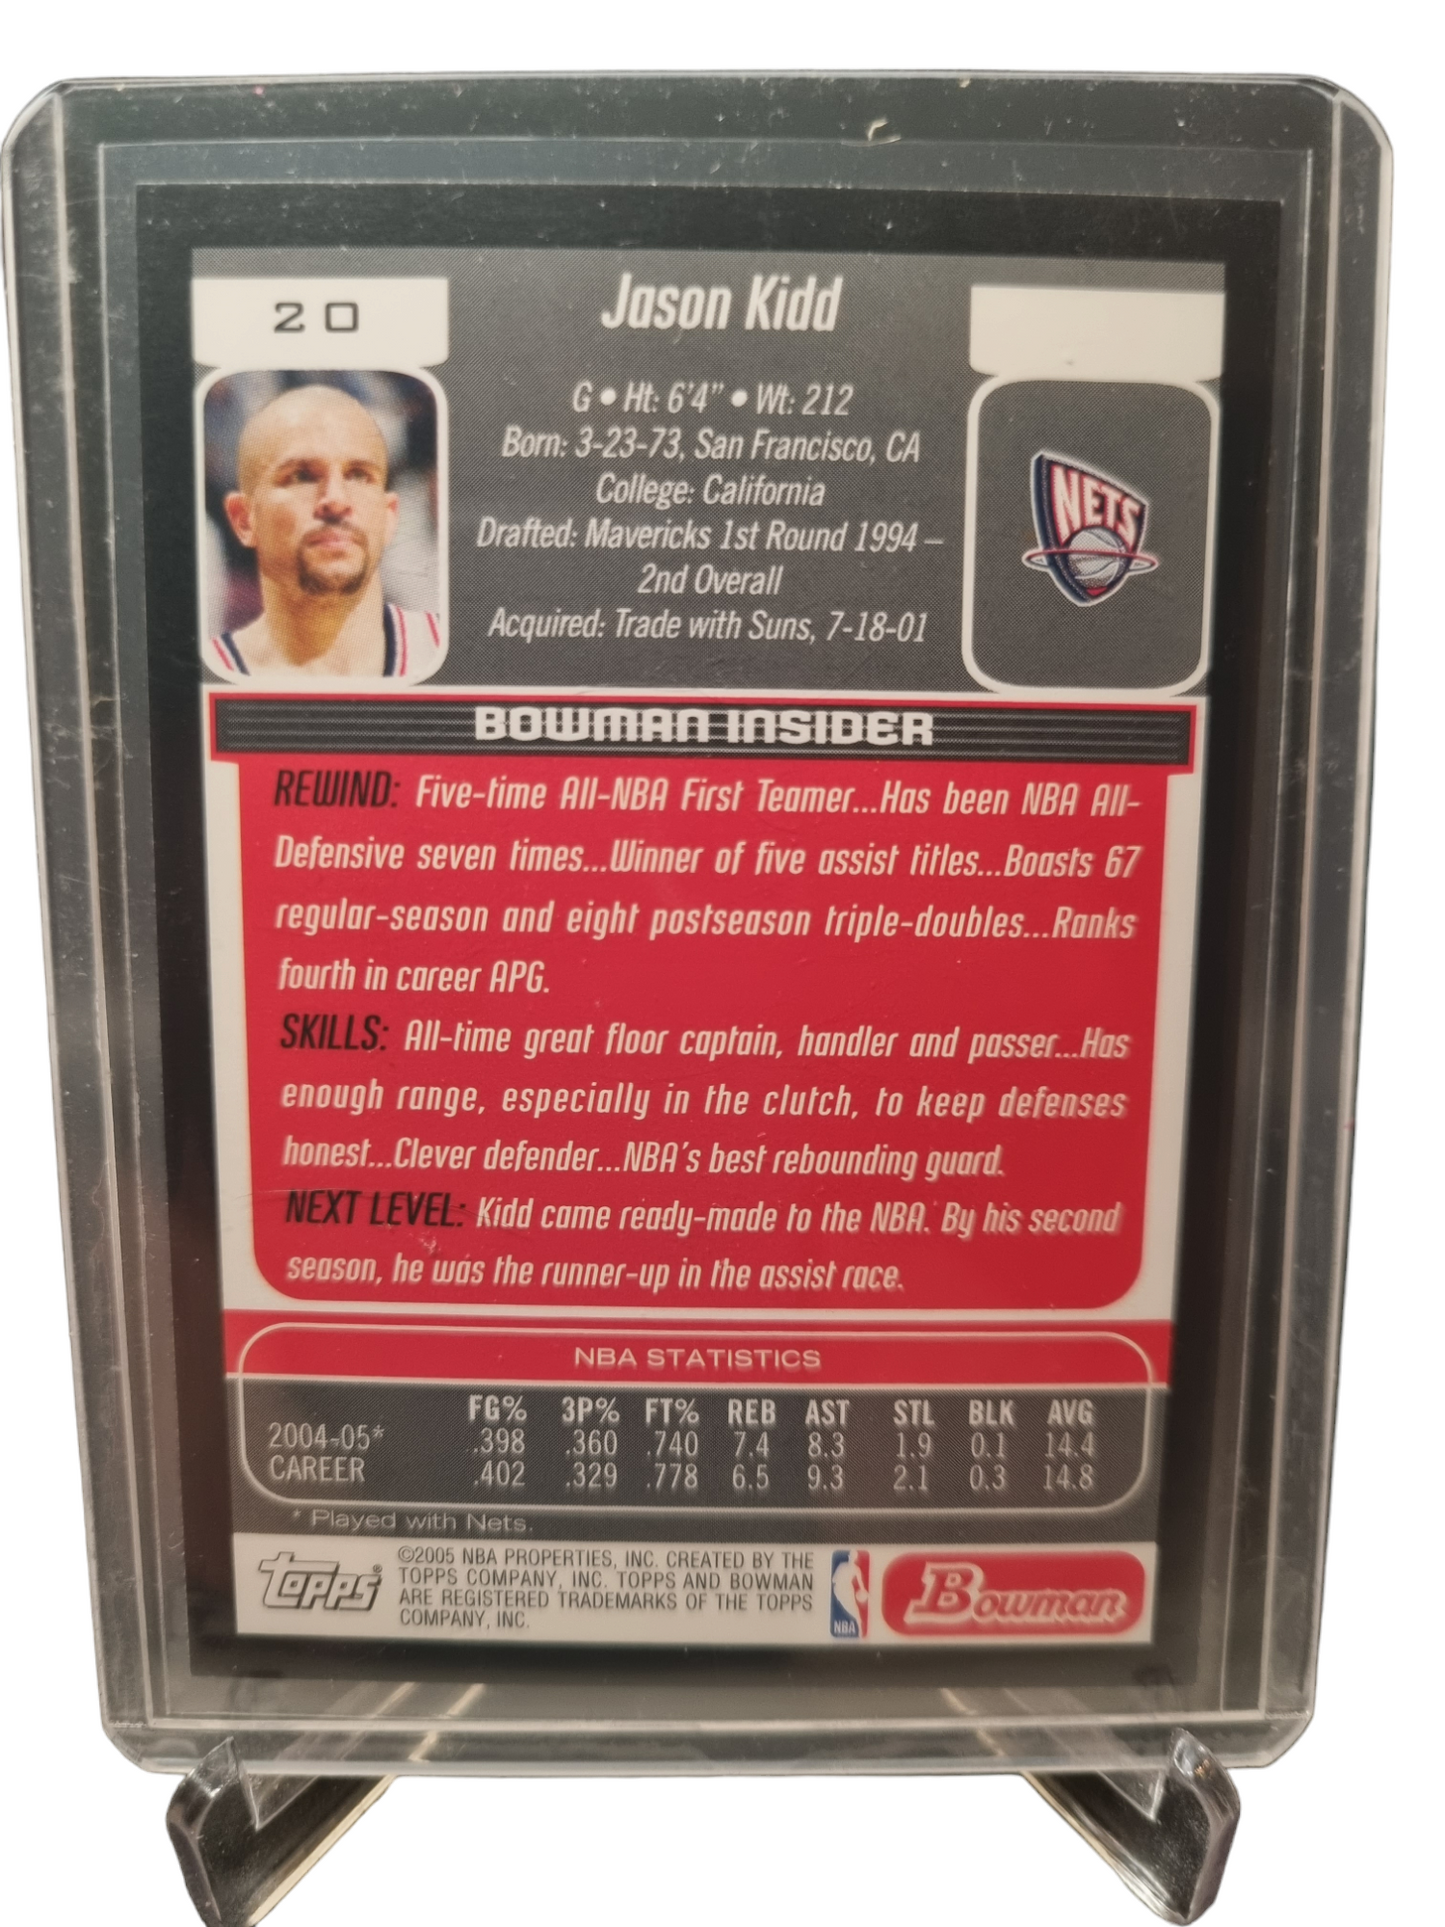 20
Jason Kidd
G • Ht: 6'4" • Wt: 212
Born: 3-23-73, San Francisco, CA
College: California
Drafted: Mavericks 1st Round 1994 –
2nd Overall
Acquired: Trade with Suns, 7-18-01
NETS
BOWMAN INSIDER
REWIND: Five-time All-NBA First Teamer...Has been NBA All-
Defensive seven times...Winner of five assist titles...Boasts 67
regular-season and eight postseason triple-doubles...Ranks
fourth in career APG.
SKILLS: All-time great floor captain, handler and passer...Has
enough range, especially in the clutch, to keep defenses
honest...Clever defender...NBA's best rebounding guard.
NEXT LEVEL: Kidd came ready-made to the NBA. By his second
season, he was the runner-up in the assist race.
NBA STATISTICS
FG% 3P% FT% REB AST STL BLK AVG
2004-05* .398 .360 .740 7.4 8.3 1.9 0.1 14.4
CAREER .402 .329 .778 6.5 9.3 2.1 0.3 14.8
* Played with Nets.
Topps®
©2005 NBA PROPERTIES, INC. CREATED BY THE
TOPPS COMPANY, INC. TOPPS AND BOWMAN
ARE REGISTERED TRADEMARKS OF THE TOPPS
COMPANY, INC.
NBA
Bowman